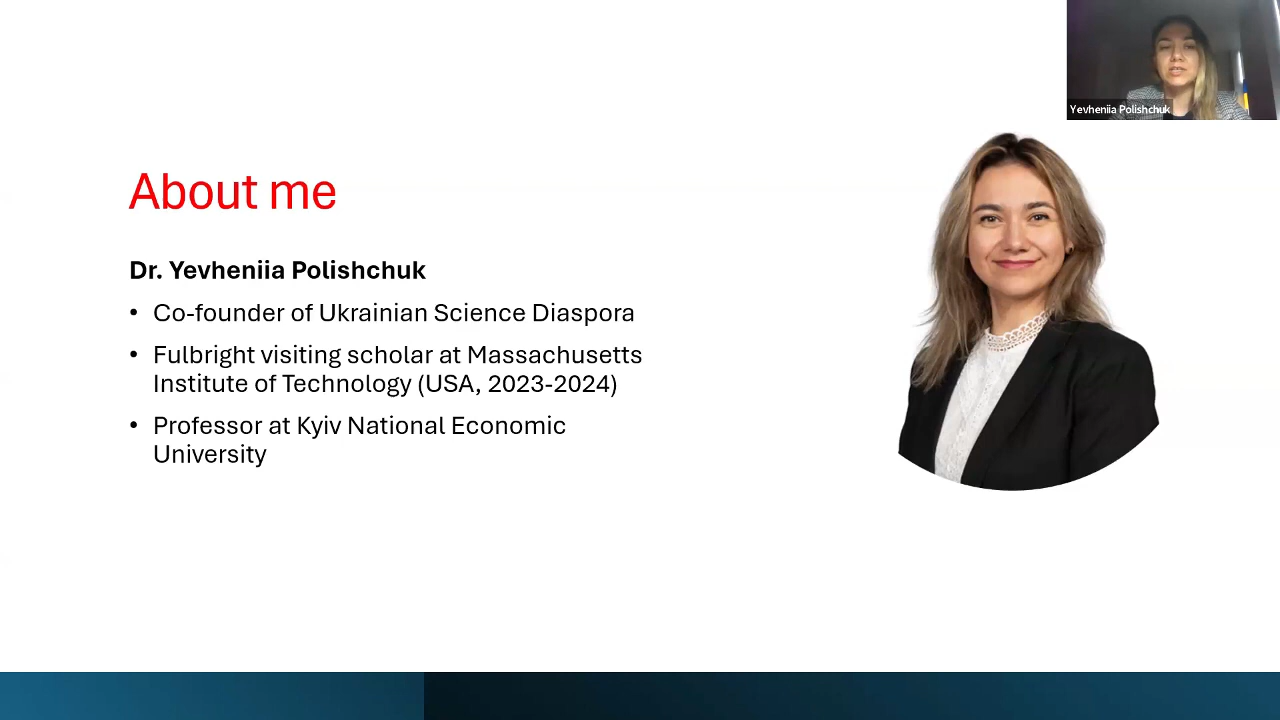 Yevheniia Polishchuk
About me
Dr. Yevheniia Polishchuk
• Co-founder of Ukrainian Science Diaspora
• Fulbright visiting scholar at Massachusetts
Institute of Technology (USA, 2023-2024)
• Professor at Kyiv National Economic
University